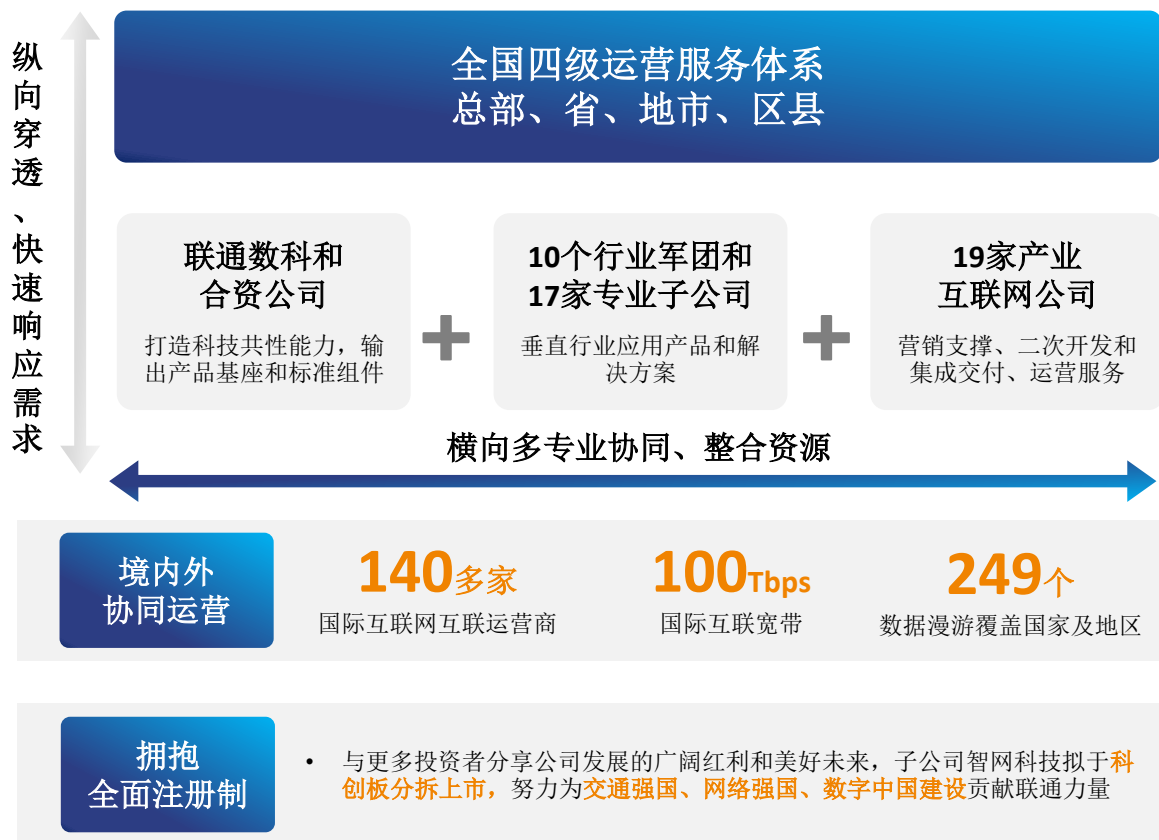 纵向穿透、快速响应需求
全国四级运营服务体系
总部、省、地市、区县
联通数科和
合资公司
打造科技共性能力，输
出产品基座和标准组件
10个行业军团和
17家专业子公司
垂直行业应用产品和解
决方案
19家产业
互联网公司
营销支撑、二次开发和
集成交付、运营服务
横向多专业协同、整合资源
境内外
协同运营
140多家
国际互联网互联运营商
100Tbps
国际互联宽带
249个
数据漫游覆盖国家及地区
拥抱
全面注册制
• 与更多投资者分享公司发展的广阔红利和美好未来，子公司智网科技拟于科
创板分拆上市，努力为交通强国、网络强国、数字中国建设贡献联通力量